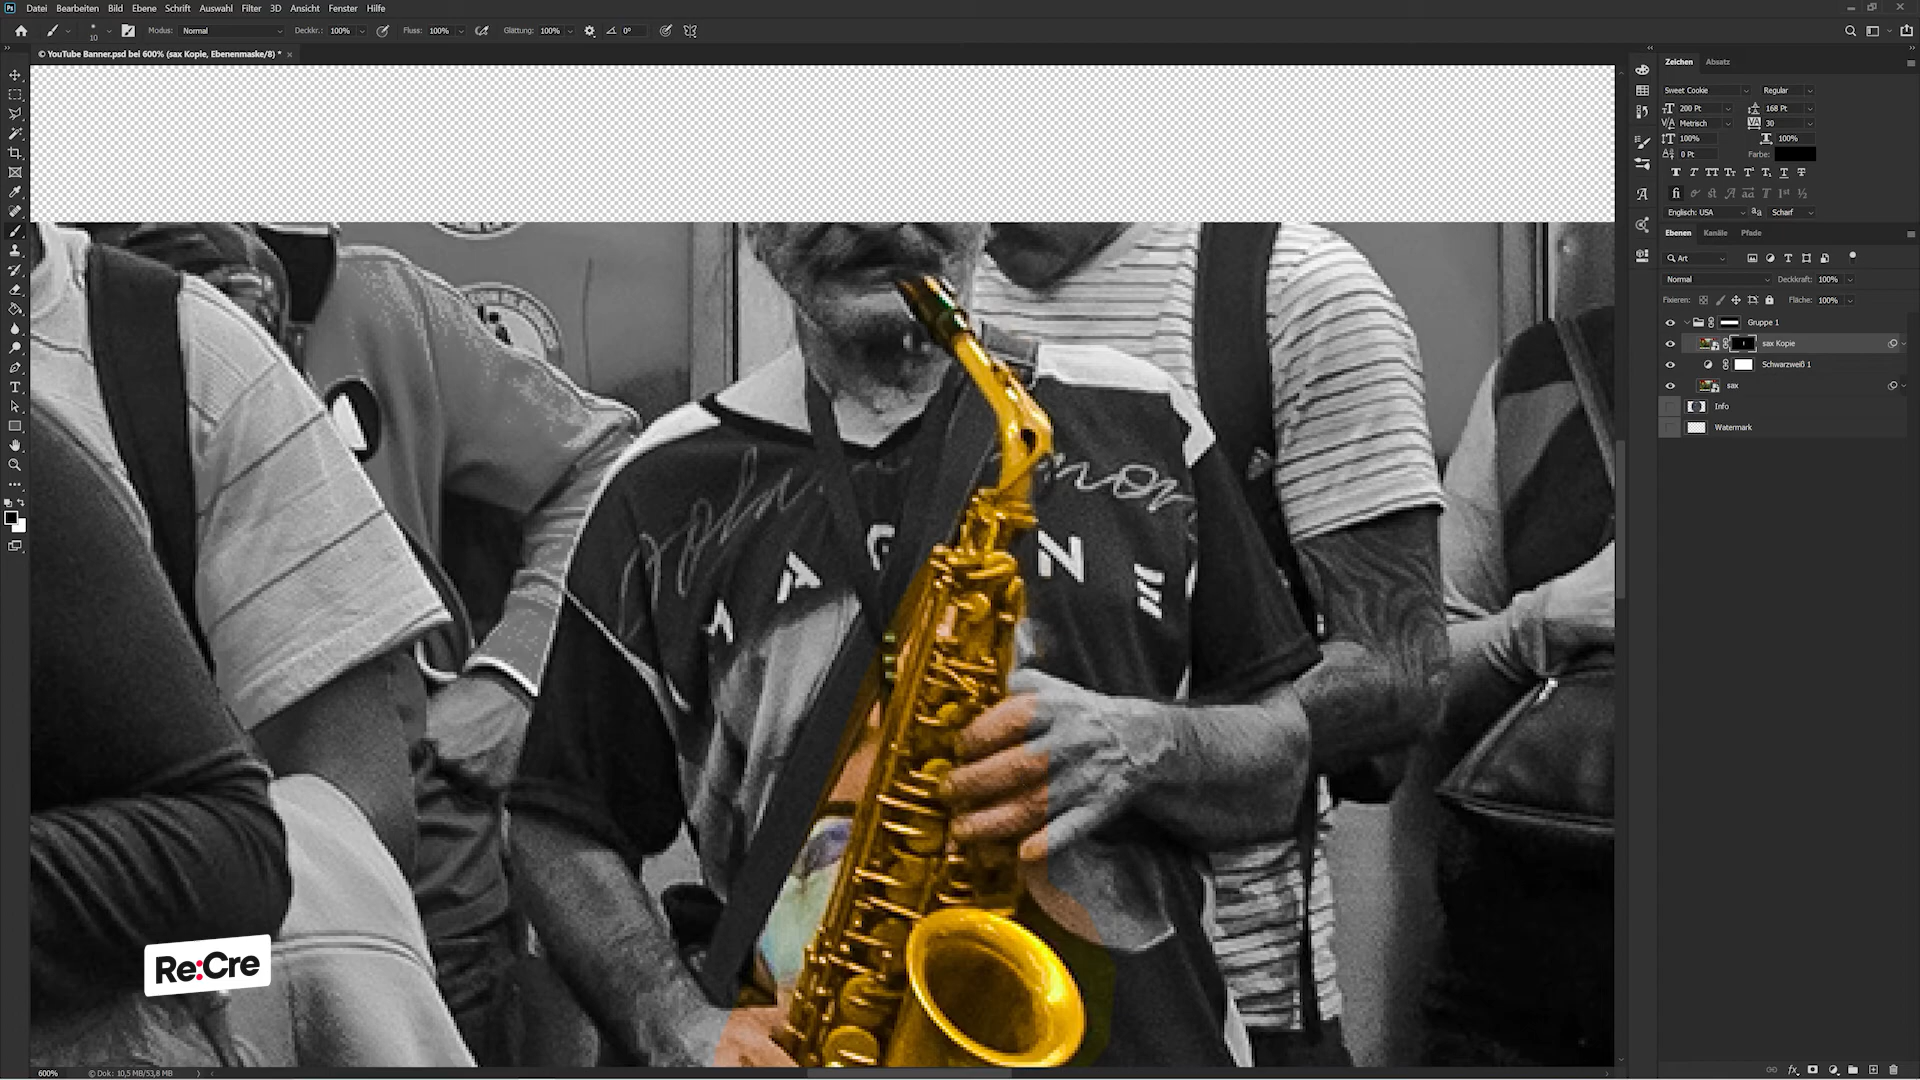 Datei Bearbeiten Bild Ebene Schrift Auswahl Filter 3D Ansicht Fenster Hilfe
10 Modus: Normal Deckkr.: 100% Fluss: 100% Glättung: 100% 0°
© YouTube Banner.psd bei 600% (sax Kopie, Ebenenmaske/8) *
Zeichen Absatz
Sweet Cookie Regular
200 Pt 168 Pt
Metrisch 30
100% 100%
0 Pt Farbe:
Englisch: USA Scharf
Ebenen Kanäle Pfade
Art
Normal Deckkraft: 100%
Fixieren: Fläche: 100%
Gruppe 1
sax Kopie
Schwarzweiß 1
sax
Info
Watermark
Re:Cre
600% © Dok: 10,5 MB/53,8 MB